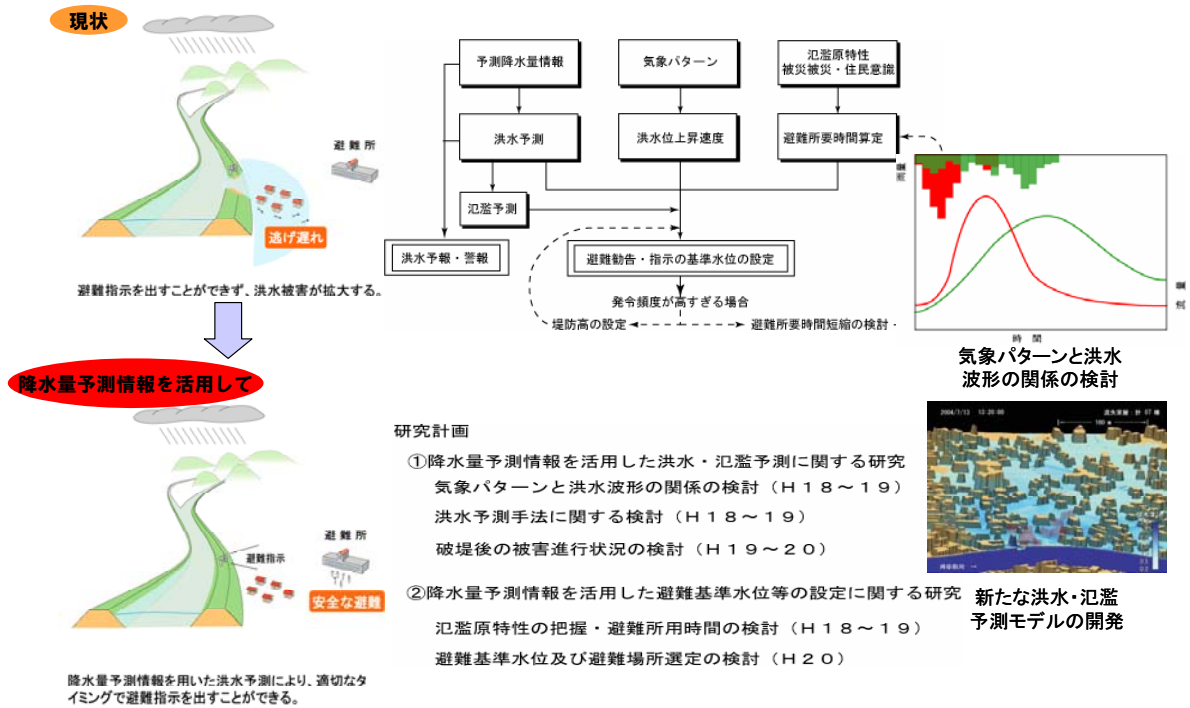 現状
避難所
逃げ遅れ
避難指示を出すことができず、洪水被害が拡大する。
降水量予測情報を活用して
避難所
避難指示
安全な避難
降水量予測情報を用いた洪水予測により、適切なタ
イミングで避難指示を出すことができる。
予測降水量情報
気象パターン
氾濫原特性
被災被災・住民意識
洪水予測
洪水位上昇速度
避難所要時間算定
氾濫予測
洪水予報・警報
避難勧告・指示の基準水位の設定
発令頻度が高すぎる場合
堤防高の設定
避難所要時間短縮の検討
雨量
流量
時間
気象パターンと洪水
波形の関係の検討
研究計画
①降水量予測情報を活用した洪水・氾濫予測に関する研究
気象パターンと洪水波形の関係の検討（Ｈ１８～１９）
洪水予測手法に関する検討（Ｈ１８～１９）
破堤後の被害進行状況の検討（Ｈ１９～２０）
②降水量予測情報を活用した避難基準水位等の設定に関する研究
氾濫原特性の把握・避難所用時間の検討（Ｈ１８～１９）
避難基準水位及び避難場所選定の検討（Ｈ２０）
2004/7/13 13:20:00
100 m
新たな洪水・氾濫
予測モデルの開発